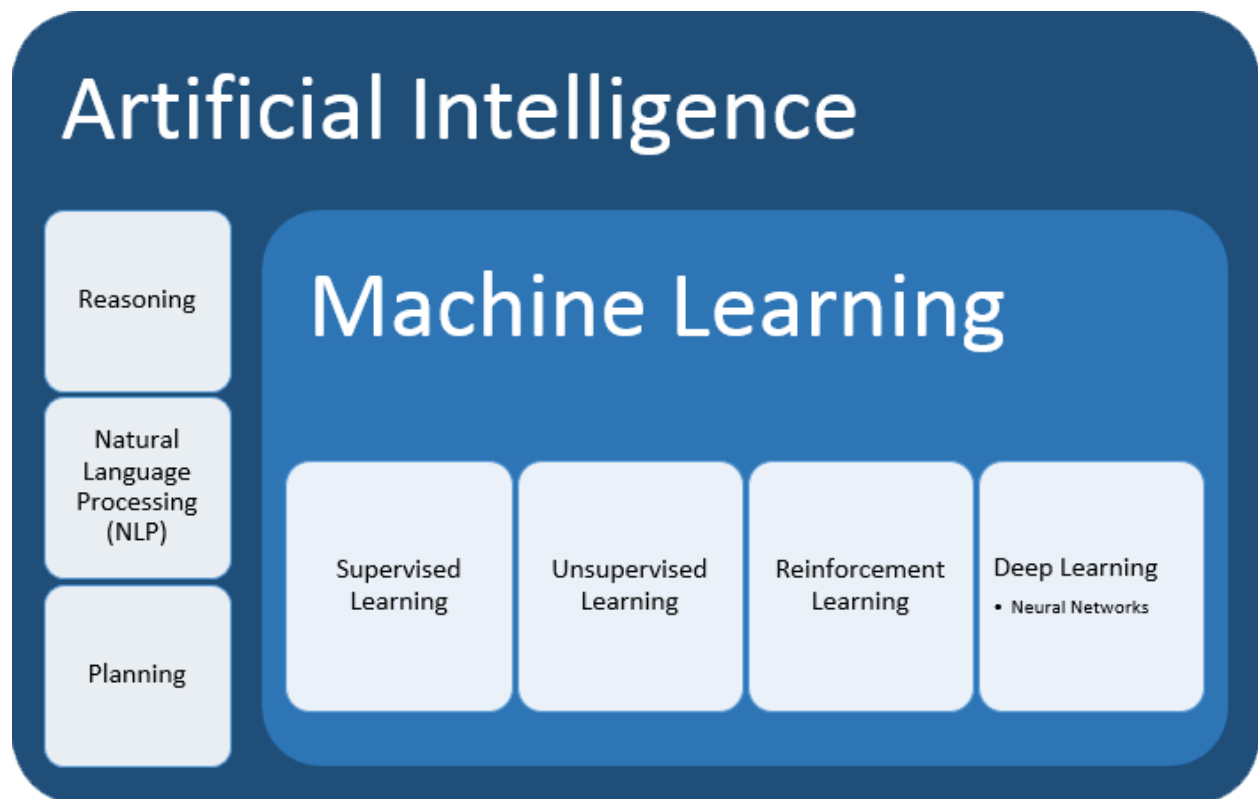 Artificial Intelligence
Reasoning
Natural
Language
Processing
(NLP)
Planning
Machine Learning
Supervised
Learning
Unsupervised
Learning
Reinforcement
Learning
Deep Learning
• Neural Networks